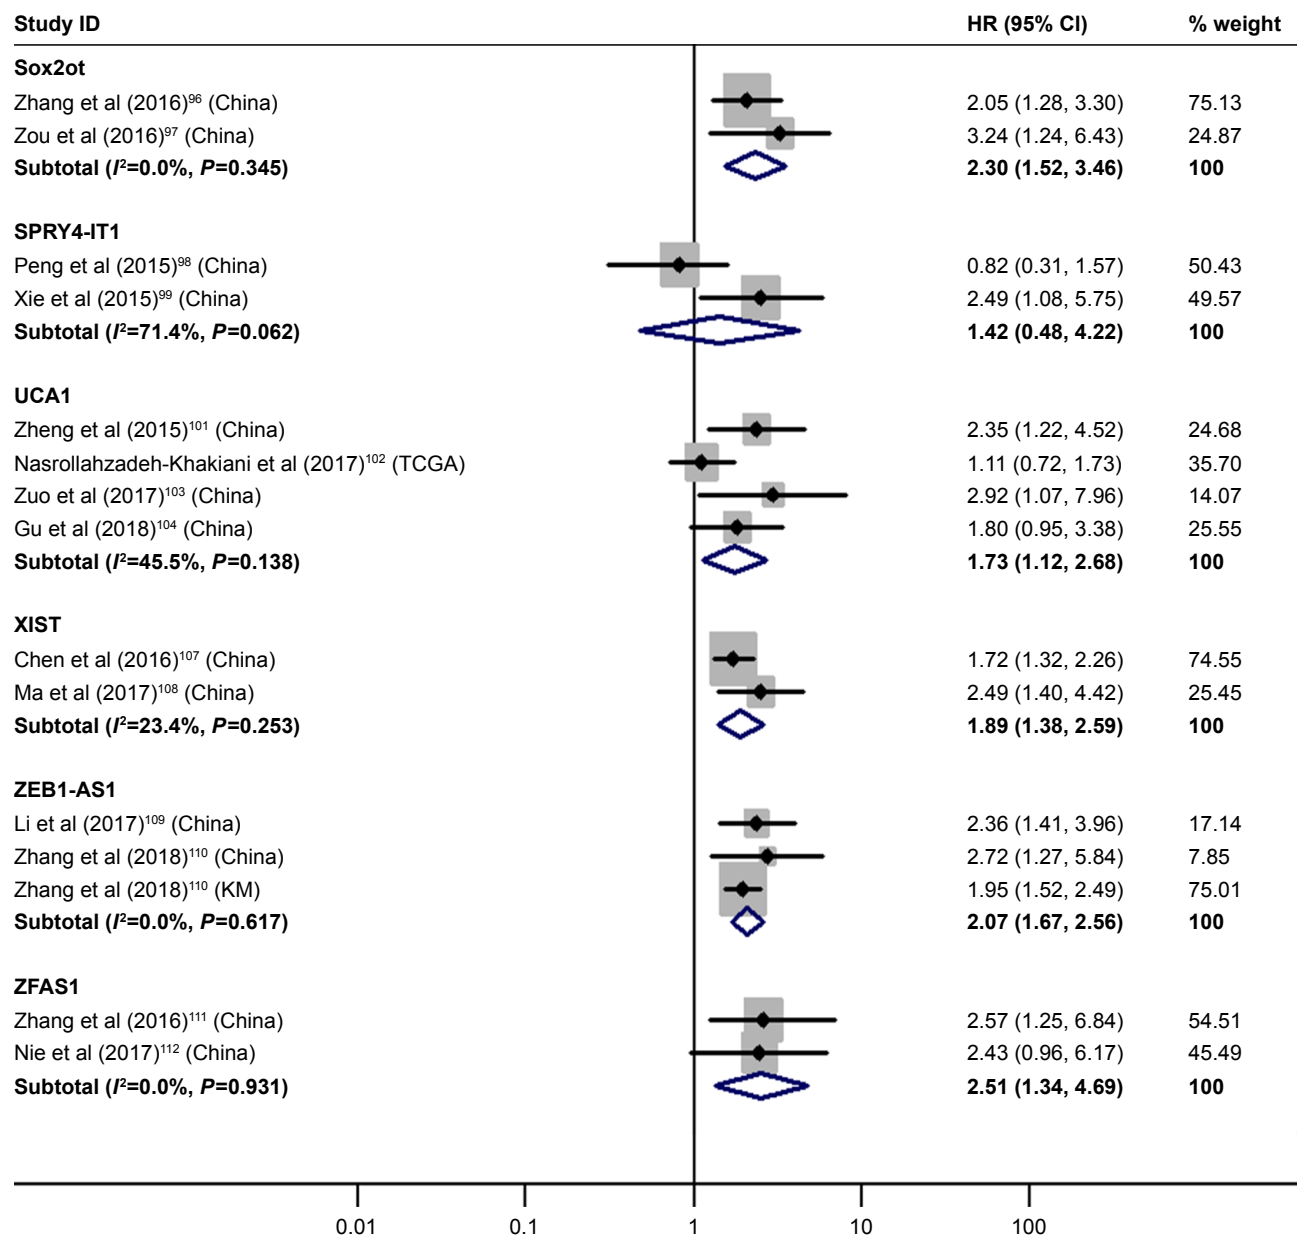 Study ID HR (95% CI) % weight
Sox2ot
Zhang et al (2016)⁹⁶ (China) 2.05 (1.28, 3.30) 75.13
Zou et al (2016)⁹⁷ (China) 3.24 (1.24, 6.43) 24.87
Subtotal (I²=0.0%, P=0.345) 2.30 (1.52, 3.46) 100
SPRY4-IT1
Peng et al (2015)⁹⁸ (China) 0.82 (0.31, 1.57) 50.43
Xie et al (2015)⁹⁹ (China) 2.49 (1.08, 5.75) 49.57
Subtotal (I²=71.4%, P=0.062) 1.42 (0.48, 4.22) 100
UCA1
Zheng et al (2015)¹⁰¹ (China) 2.35 (1.22, 4.52) 24.68
Nasrollahzadeh-Khakiani et al (2017)¹⁰² (TCGA) 1.11 (0.72, 1.73) 35.70
Zuo et al (2017)¹⁰³ (China) 2.92 (1.07, 7.96) 14.07
Gu et al (2018)¹⁰⁴ (China) 1.80 (0.95, 3.38) 25.55
Subtotal (I²=45.5%, P=0.138) 1.73 (1.12, 2.68) 100
XIST
Chen et al (2016)¹⁰⁷ (China) 1.72 (1.32, 2.26) 74.55
Ma et al (2017)¹⁰⁸ (China) 2.49 (1.40, 4.42) 25.45
Subtotal (I²=23.4%, P=0.253) 1.89 (1.38, 2.59) 100
ZEB1-AS1
Li et al (2017)¹⁰⁹ (China) 2.36 (1.41, 3.96) 17.14
Zhang et al (2018)¹¹⁰ (China) 2.72 (1.27, 5.84) 7.85
Zhang et al (2018)¹¹⁰ (KM) 1.95 (1.52, 2.49) 75.01
Subtotal (I²=0.0%, P=0.617) 2.07 (1.67, 2.56) 100
ZFAS1
Zhang et al (2016)¹¹¹ (China) 2.57 (1.25, 6.84) 54.51
Nie et al (2017)¹¹² (China) 2.43 (0.96, 6.17) 45.49
Subtotal (I²=0.0%, P=0.931) 2.51 (1.34, 4.69) 100
0.01 0.1 1 10 100